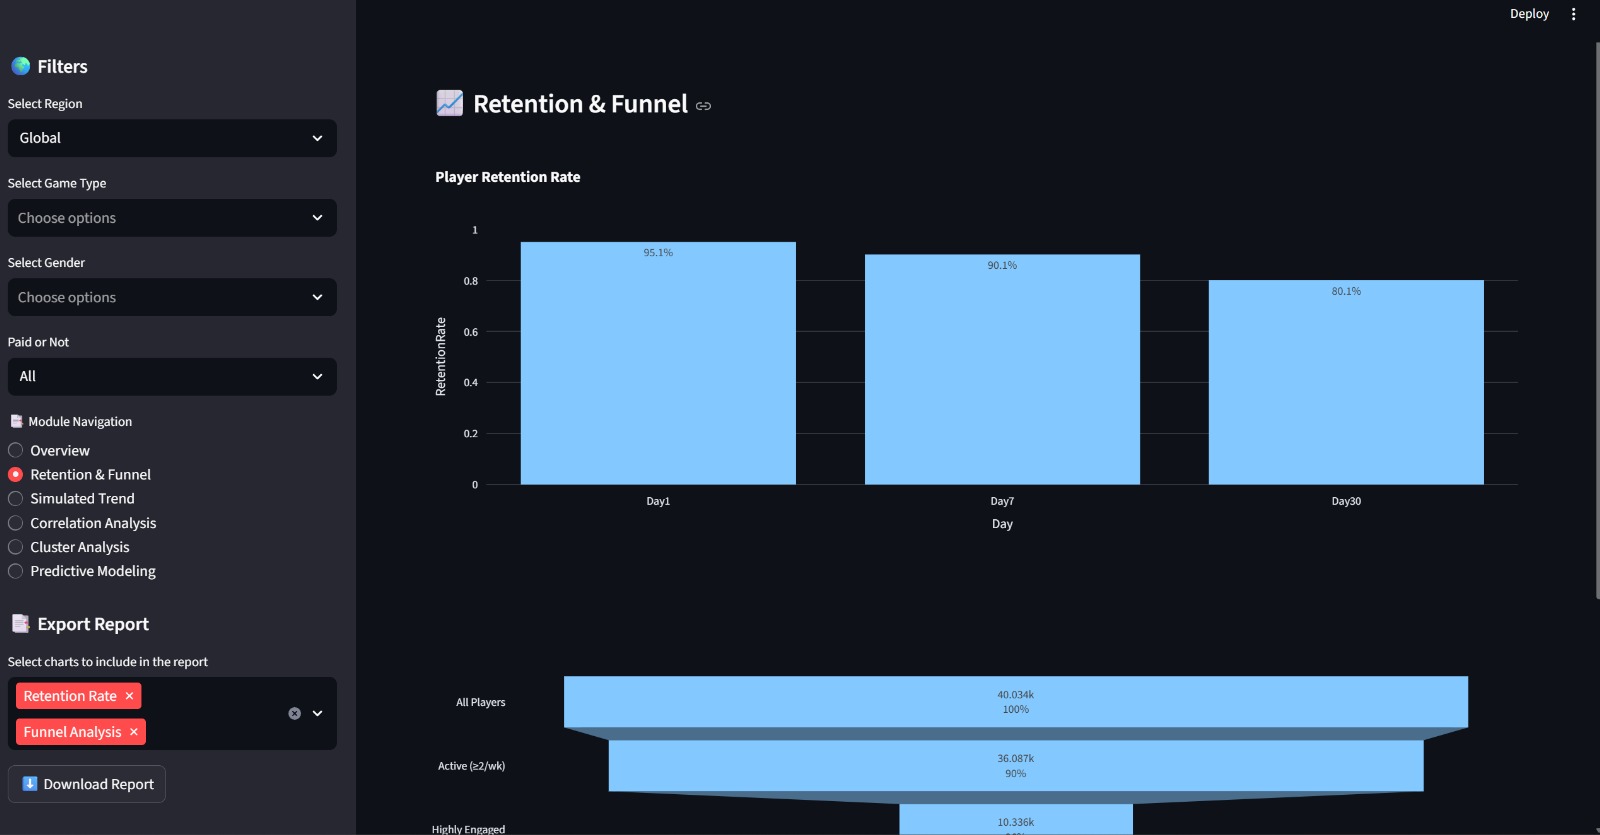 Deploy
Filters
Select Region
Global
Select Game Type
Choose options
Select Gender
Choose options
Paid or Not
All
Module Navigation
Overview
Retention & Funnel
Simulated Trend
Correlation Analysis
Cluster Analysis
Predictive Modeling
Export Report
Select charts to include in the report
Retention Rate ×
Funnel Analysis ×
Download Report
Retention & Funnel
Player Retention Rate
1
0.8
0.6
0.4
0.2
0
RetentionRate
95.1%
90.1%
80.1%
Day1
Day7
Day30
Day
All Players
40.034k
100%
Active (≥2/wk)
36.087k
90%
Highly Engaged
10.336k